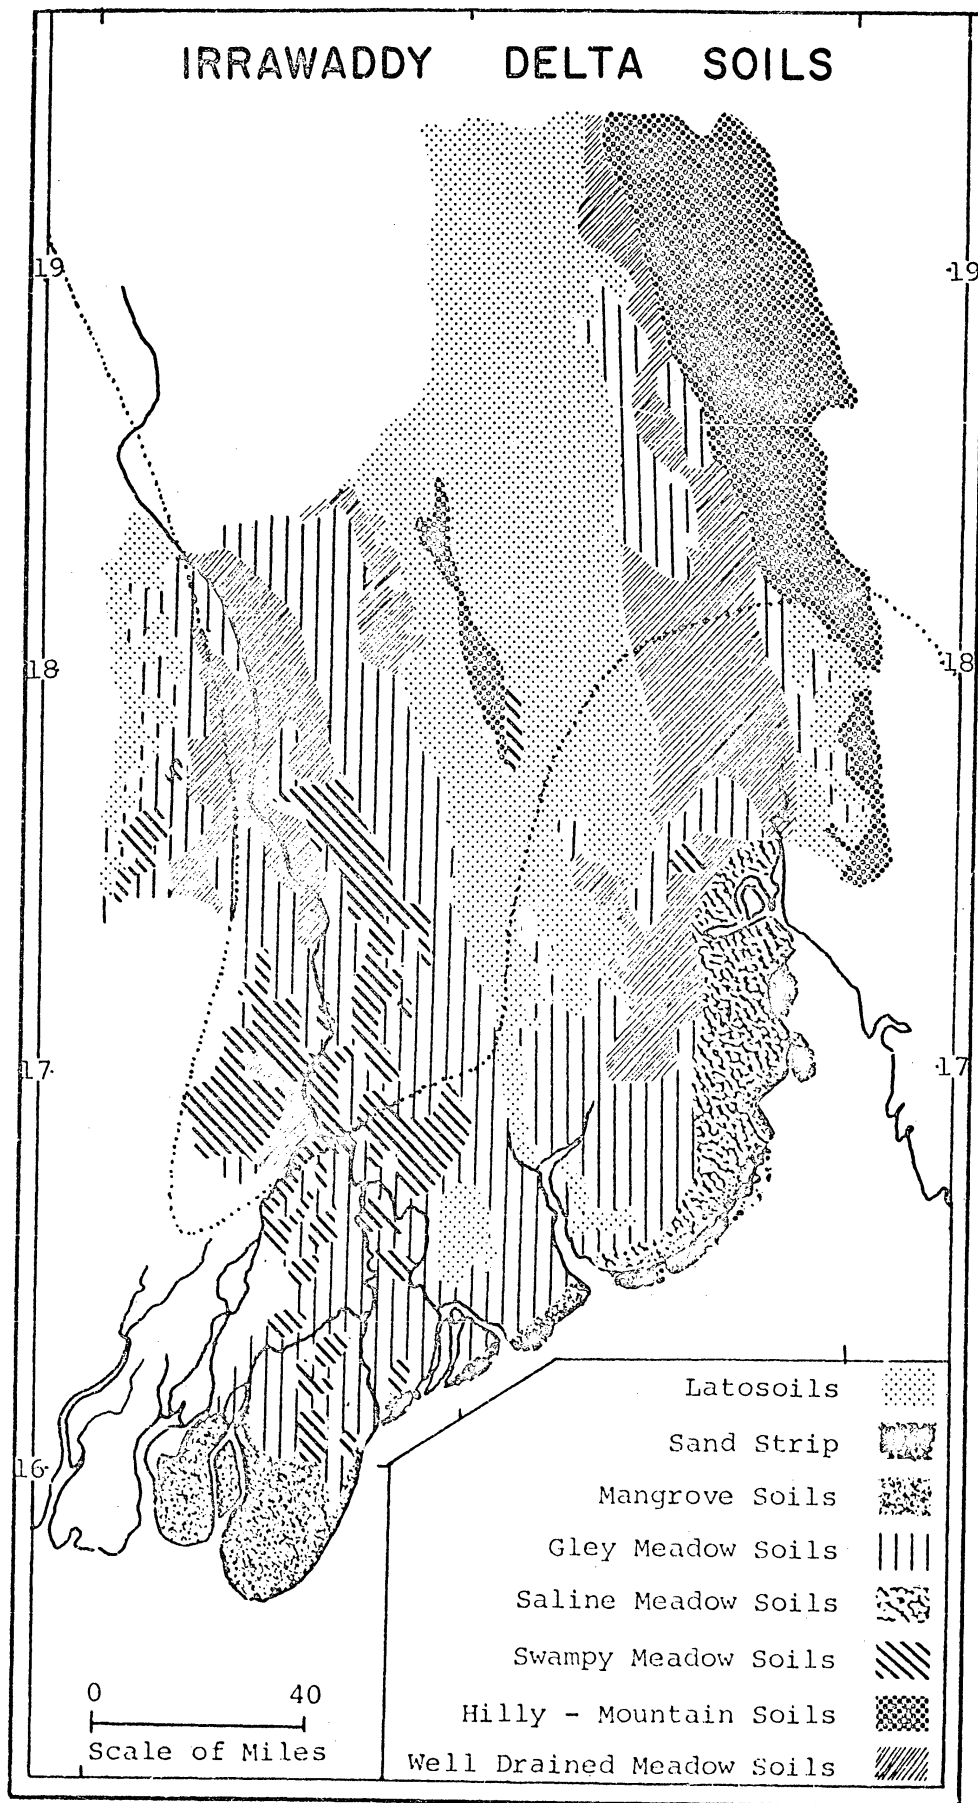 IRRAWADDY DELTA SOILS
19 19
18 18
17 17
16
Latosoils
Sand Strip
Mangrove Soils
Gley Meadow Soils
Saline Meadow Soils
Swampy Meadow Soils
Hilly - Mountain Soils
Well Drained Meadow Soils
0 40
Scale of Miles